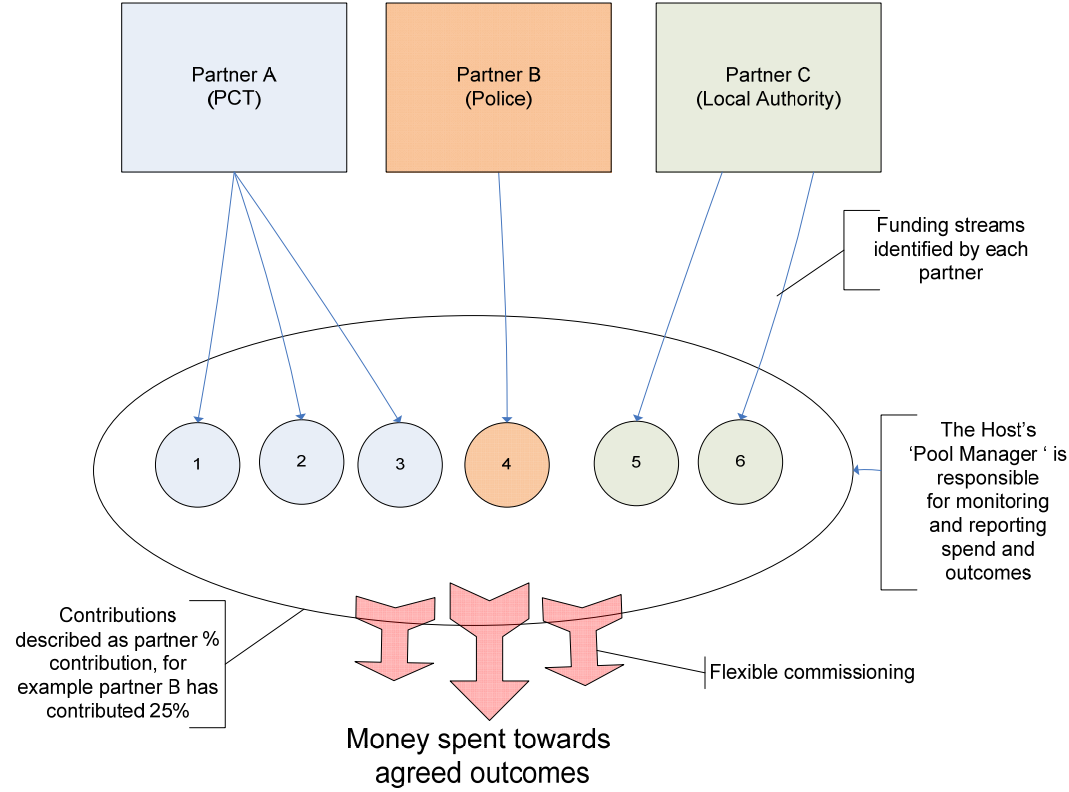 Partner A
(PCT)
Partner B
(Police)
Partner C
(Local Authority)
Funding streams
identified by each
partner
1
2
3
4
5
6
The Host’s
‘Pool Manager ‘ is
responsible
for monitoring
and reporting
spend and
outcomes
Contributions
described as partner %
contribution, for
example partner B has
contributed 25%
Flexible commissioning
Money spent towards
agreed outcomes